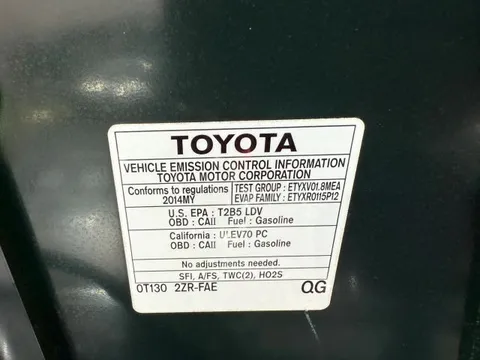 TOYOTA
VEHICLE EMISSION CONTROL INFORMATION
TOYOTA MOTOR CORPORATION
Conforms to regulations
2014MY
TEST GROUP : ETYXV01.8MEA
EVAP FAMILY : ETYXR0115P12
U.S. EPA : T2B5 LDV
OBD : CAII Fuel : Gasoline
California : ULEV70 PC
OBD : CAII Fuel : Gasoline
No adjustments needed.
SFI, A/FS, TWC(2), HO2S
0T130 2ZR-FAE QG